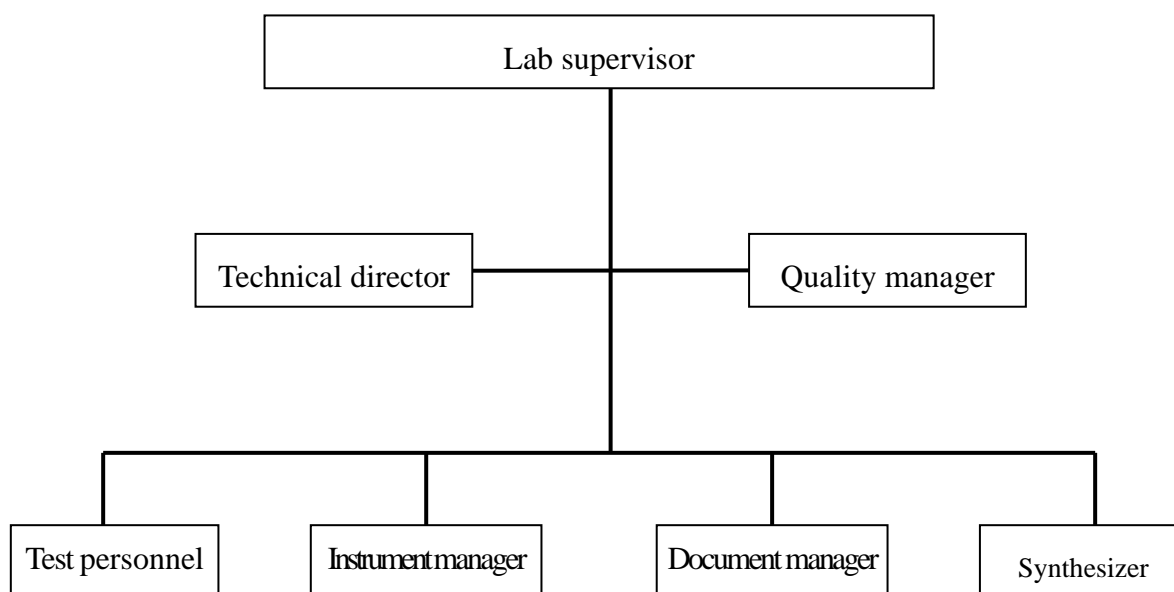 Lab supervisor
Technical director
Quality manager
Test personnel
Instrument manager
Document manager
Synthesizer